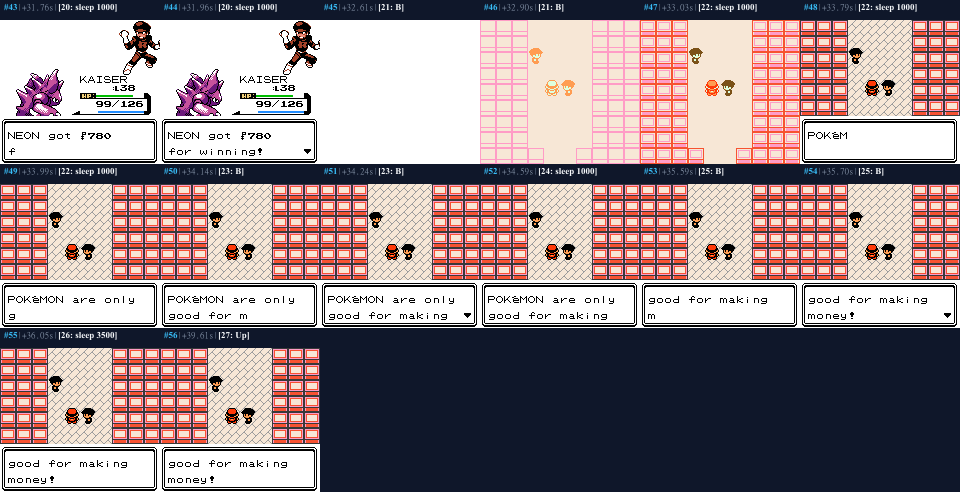 #43|+31.76s| [20: sleep 1000]
KAISER
:L38
HP:
99/126
NEON got ₽780
f
#44|+31.96s| [20: sleep 1000]
KAISER
:L38
HP:
99/126
NEON got ₽780
for winning!
#45|+32.61s| [21: B]
#46|+32.90s| [21: B]
#47|+33.03s| [22: sleep 1000]
#48|+33.79s| [22: sleep 1000]
POKéM
#49|+33.99s| [22: sleep 1000]
POKéMON are only
g
#50|+34.14s| [23: B]
POKéMON are only
good for m
#51|+34.24s| [23: B]
POKéMON are only
good for making
#52|+34.59s| [24: sleep 1000]
POKéMON are only
good for making
#53|+35.59s| [25: B]
good for making
m
#54|+35.70s| [25: B]
good for making
money!
#55|+36.05s| [26: sleep 3500]
good for making
money!
#56|+39.61s| [27: Up]
good for making
money!